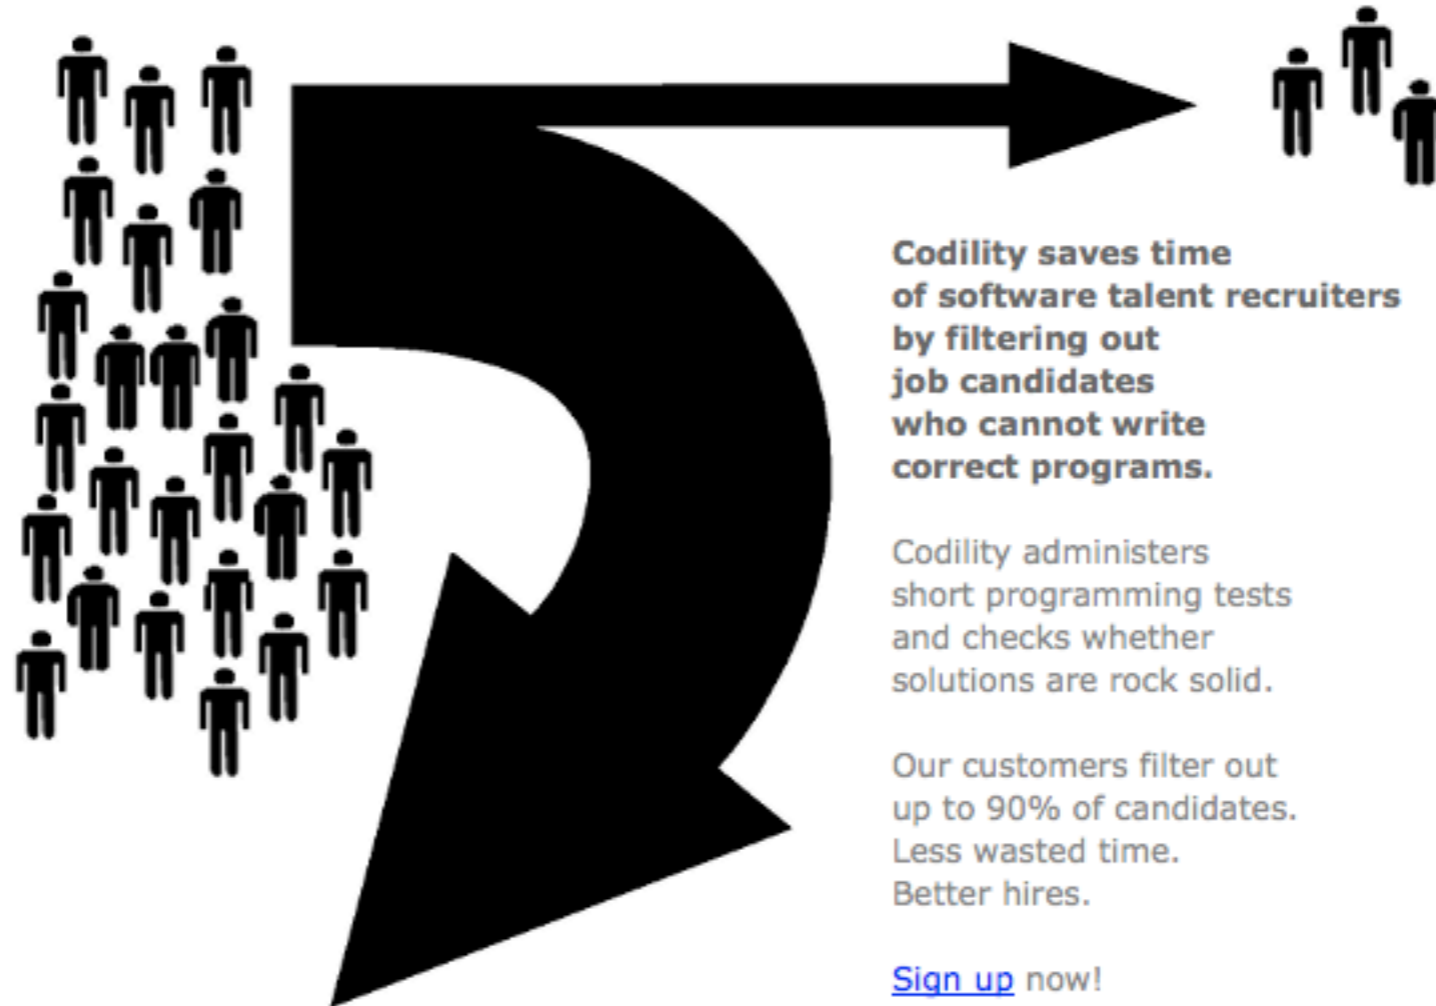 Codility saves time
of software talent recruiters
by filtering out
job candidates
who cannot write
correct programs.
Codility administers
short programming tests
and checks whether
solutions are rock solid.
Our customers filter out
up to 90% of candidates.
Less wasted time.
Better hires.
Sign up now!